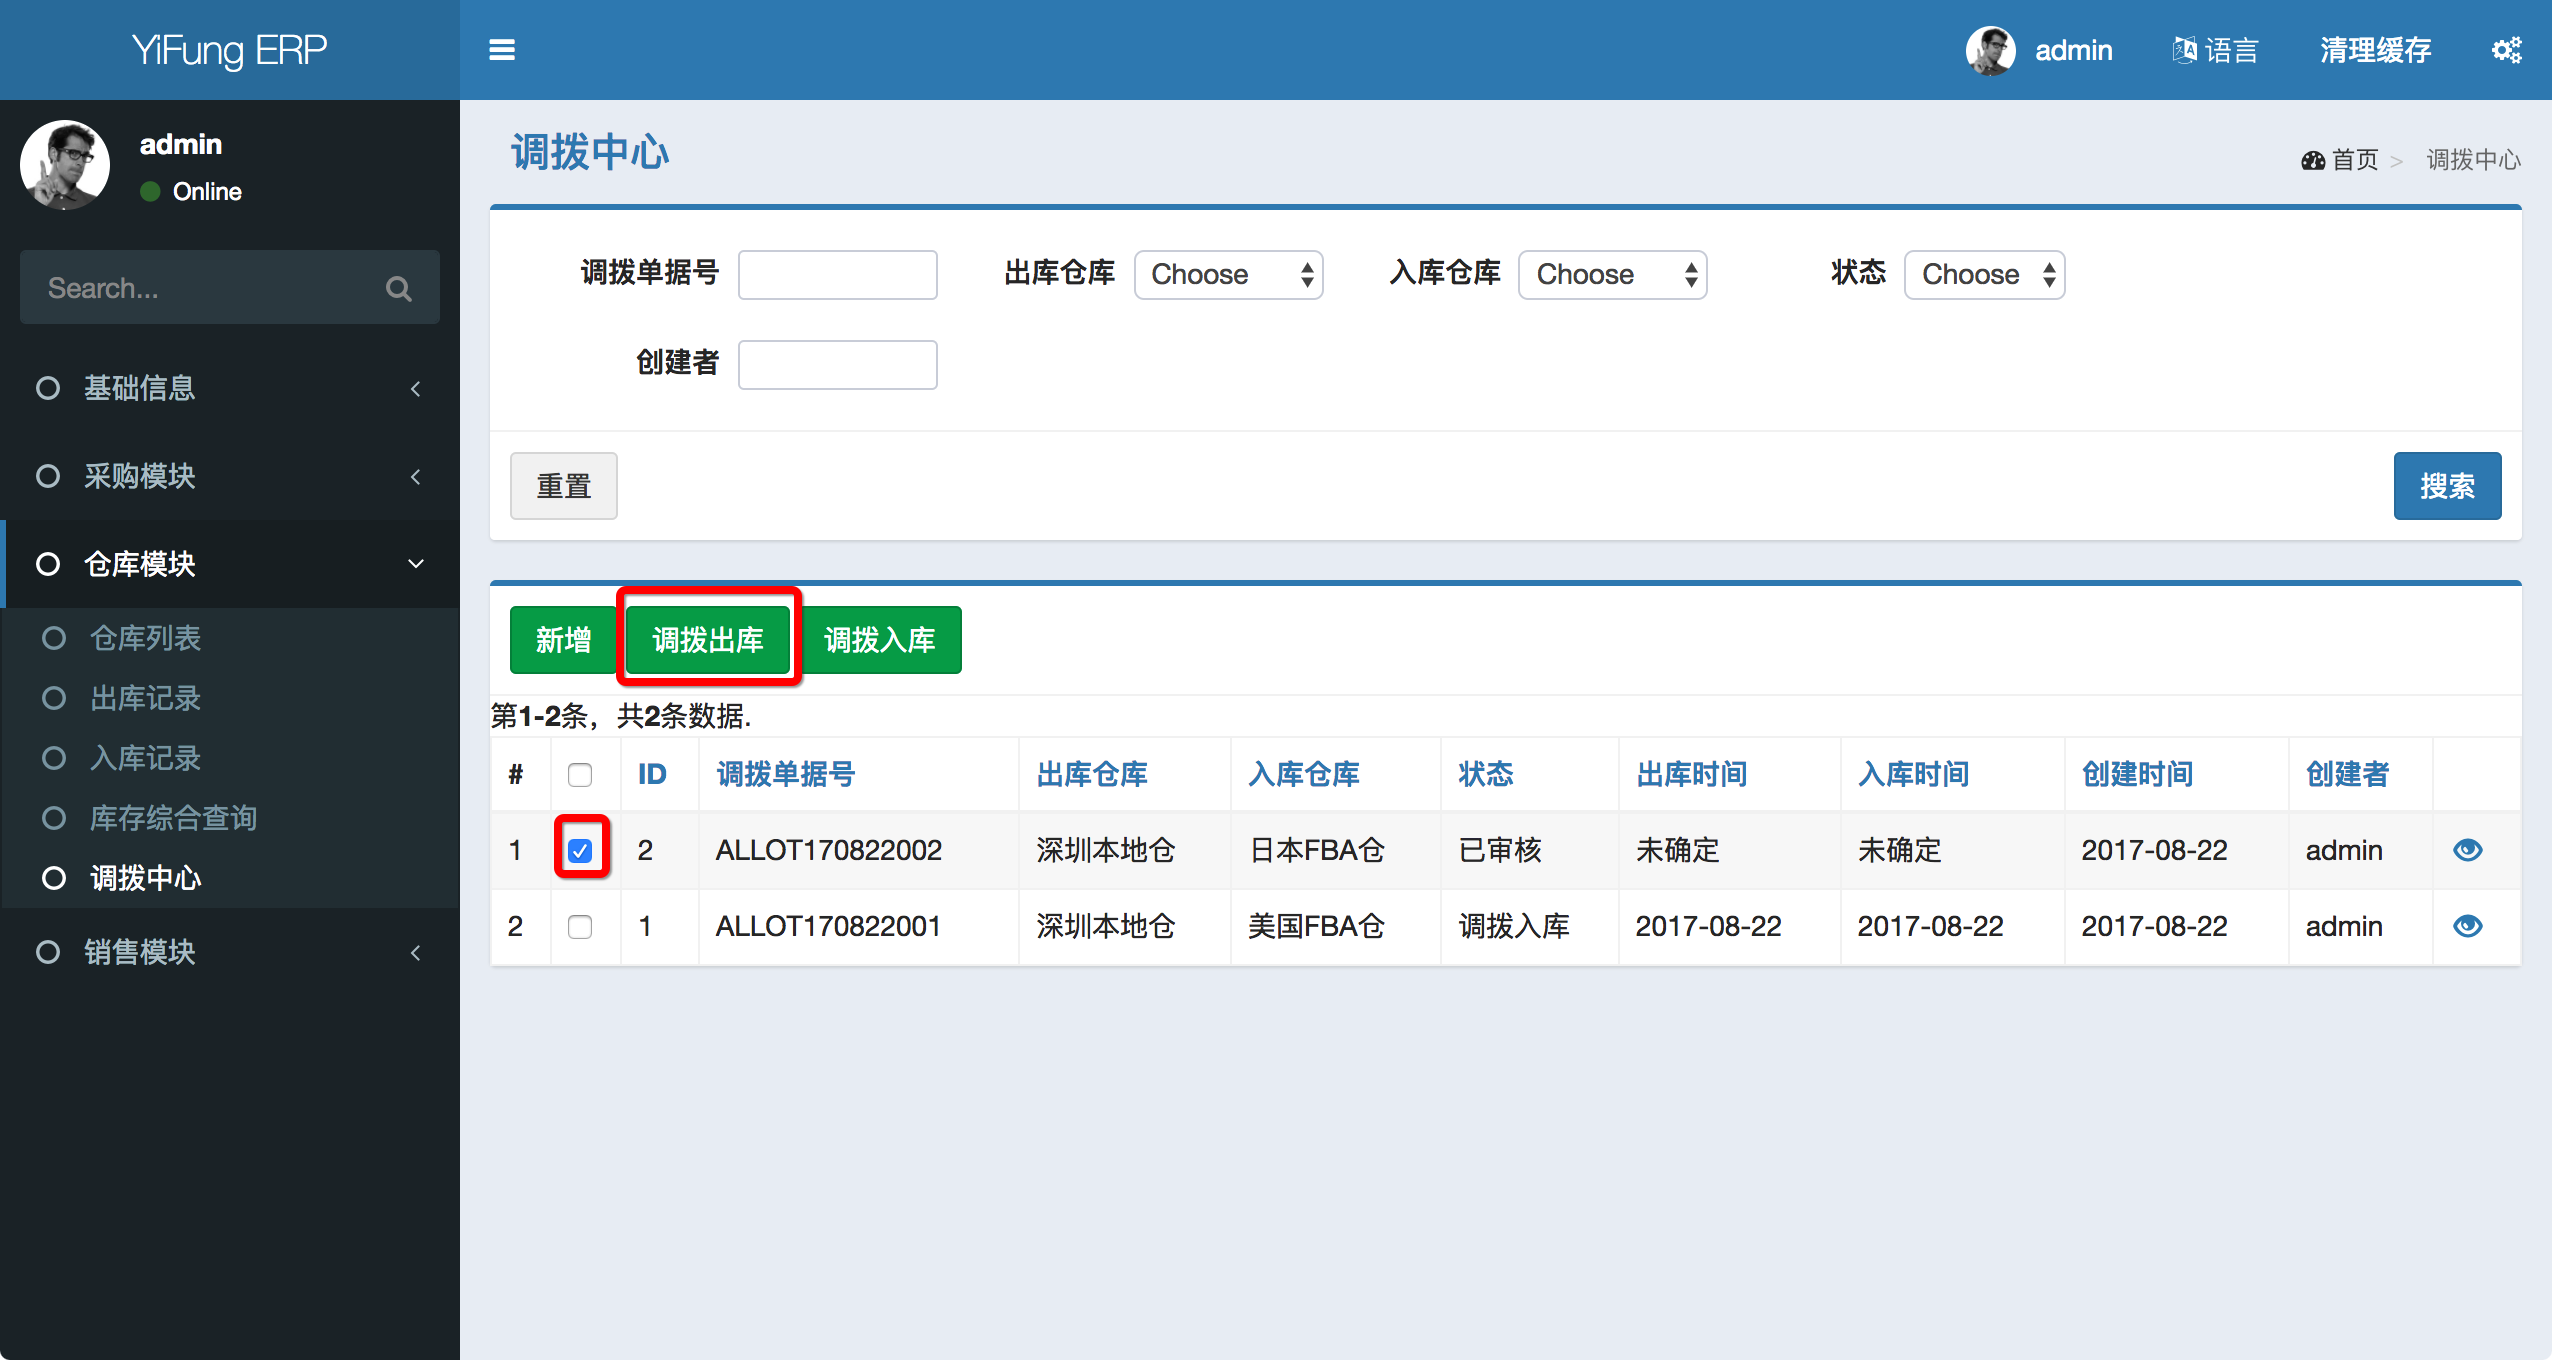 YiFung ERP
admin 语言 清理缓存
admin
Online
Search...
基础信息
采购模块
仓库模块
仓库列表
出库记录
入库记录
库存综合查询
调拨中心
销售模块
调拨中心
首页 > 调拨中心
调拨单据号 出库仓库 Choose 入库仓库 Choose 状态 Choose
创建者
重置 搜索
新增 调拨出库 调拨入库
第1-2条，共2条数据.
# ID 调拨单据号 出库仓库 入库仓库 状态 出库时间 入库时间 创建时间 创建者
1 2 ALLOT170822002 深圳本地仓 日本FBA仓 已审核 未确定 未确定 2017-08-22 admin
2 1 ALLOT170822001 深圳本地仓 美国FBA仓 调拨入库 2017-08-22 2017-08-22 2017-08-22 admin